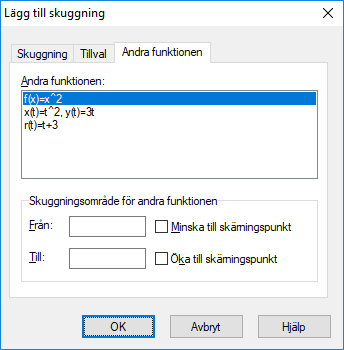 Lägg till skuggning
Skuggning Tillval Andra funktionen
Andra funktionen:
f(x)=x^2
x(t)=t^2, y(t)=3t
r(t)=t+3
Skuggningsområde för andra funktionen
Från: Minska till skärningspunkt
Till: Öka till skärningspunkt
OK Avbryt Hjälp